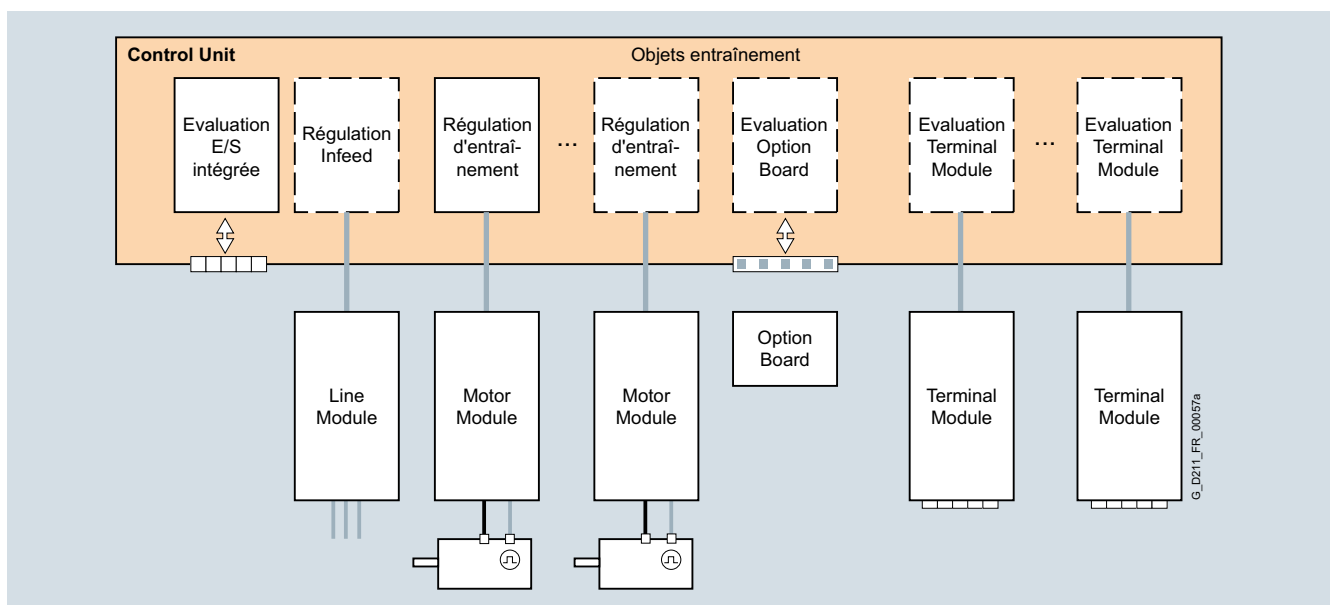 Control Unit
Objets entraînement
Evaluation
E/S
intégrée
Régulation
Infeed
Régulation
d'entraî-
nement
...
Régulation
d'entraî-
nement
Evaluation
Option
Board
Evaluation
Terminal
Module
...
Evaluation
Terminal
Module
Line
Module
Motor
Module
Motor
Module
Option
Board
Terminal
Module
Terminal
Module
G_D211_FR_00057a